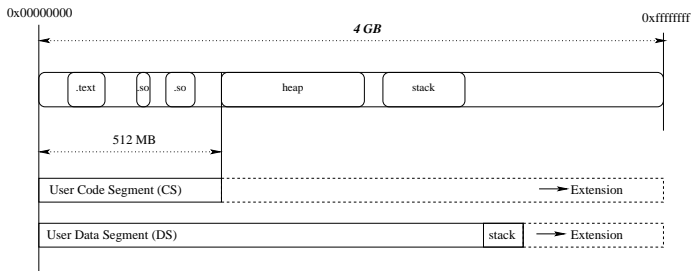 0x00000000
0xffffffff
4 GB
.text
.so
.so
heap
stack
512 MB
User Code Segment (CS)
Extension
User Data Segment (DS)
stack
Extension